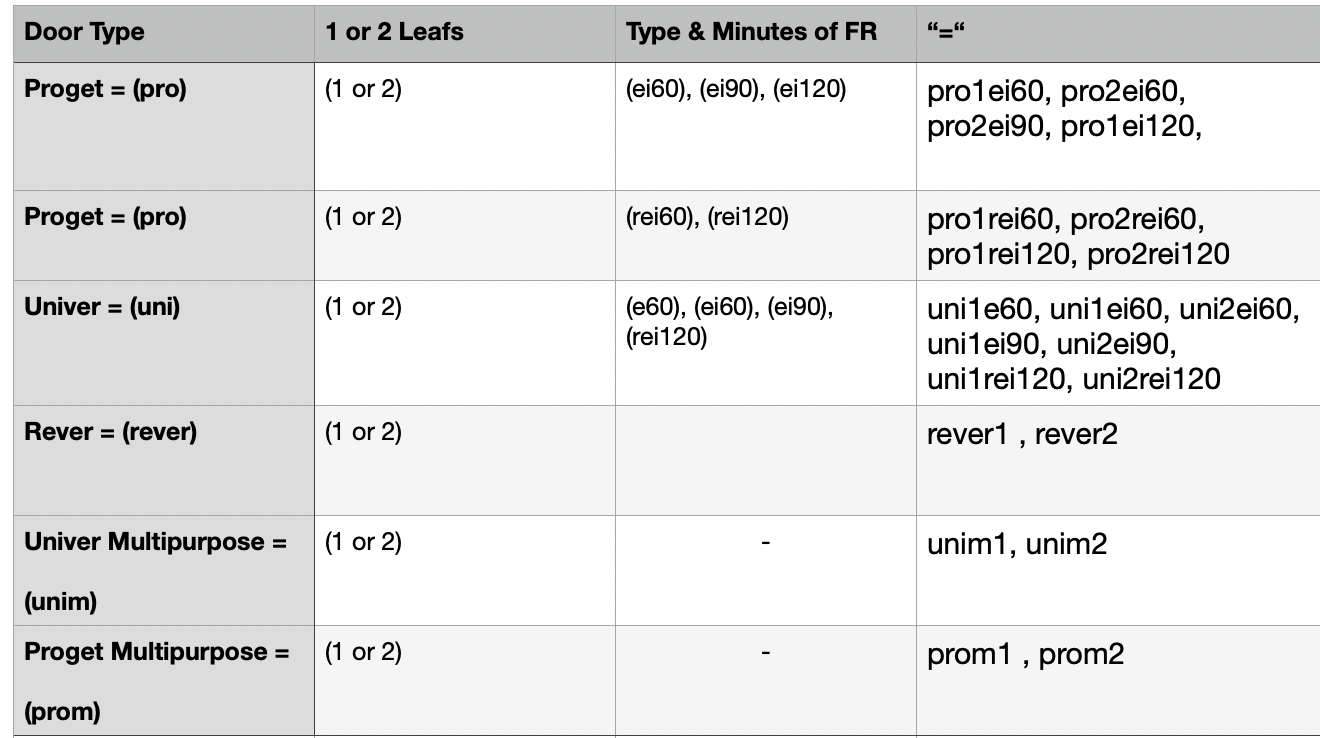 Door Type
1 or 2 Leafs
Type & Minutes of FR
“=“
Proget = (pro)
(1 or 2)
(ei60), (ei90), (ei120)
pro1ei60, pro2ei60,
pro2ei90, pro1ei120,
Proget = (pro)
(1 or 2)
(rei60), (rei120)
pro1rei60, pro2rei60,
pro1rei120, pro2rei120
Univer = (uni)
(1 or 2)
(e60), (ei60), (ei90),
(rei120)
uni1e60, uni1ei60, uni2ei60,
uni1ei90, uni2ei90,
uni1rei120, uni2rei120
Rever = (rever)
(1 or 2)
rever1 , rever2
Univer Multipurpose =
(unim)
(1 or 2)
-
unim1, unim2
Proget Multipurpose =
(prom)
(1 or 2)
-
prom1 , prom2